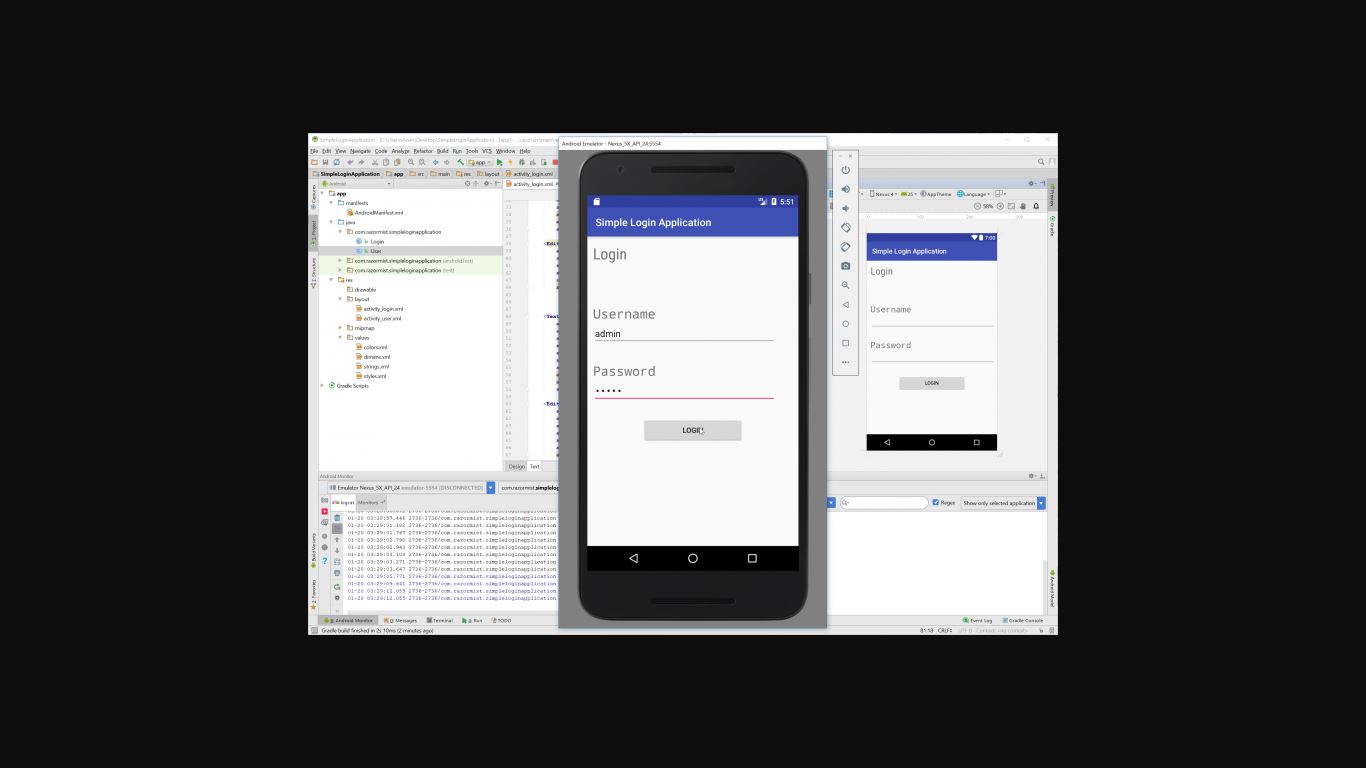 SimpleLoginApplication
File Edit View Navigate Code Analyze Refactor Build Run Tools VCS Window Help
app
SimpleLoginApplication app src main res layout activity_login.xml
Android
activity_login.xml
app
manifests
AndroidManifest.xml
java
com.razormist.simpleloginapplication
Login
User
com.razormist.simpleloginapplication (androidTest)
com.razormist.simpleloginapplication (test)
res
drawable
layout
activity_login.xml
activity_user.xml
mipmap
values
colors.xml
dimens.xml
strings.xml
styles.xml
Gradle Scripts
Design Text
Android Emulator - Nexus_5X_API_24:5554
5:51
Simple Login Application
Login
Username
admin
Password
•••••
LOGIN
Nexus 4 25 AppTheme Language
58%
7:00
Simple Login Application
Login
Username
Password
LOGIN
Android Monitor
Emulator Nexus_5X_API_24 emulator-5554 [DISCONNECTED] com.razormist.simplelog
logcat Monitors
Regex Show only selected application
01-20 03:28:57.446 2736-2736/com.razormist.simpleloginapplication
01-20 03:29:01.182 2736-2736/com.razormist.simpleloginapplication
01-20 03:29:01.767 2736-2736/com.razormist.simpleloginapplication
01-20 03:29:02.790 2736-2736/com.razormist.simpleloginapplication
01-20 03:29:02.943 2736-2736/com.razormist.simpleloginapplication
01-20 03:29:03.103 2736-2736/com.razormist.simpleloginapplication
01-20 03:29:03.271 2736-2736/com.razormist.simpleloginapplication
01-20 03:29:03.647 2736-2736/com.razormist.simpleloginapplication
01-20 03:29:05.771 2736-2736/com.razormist.simpleloginapplication
01-20 03:29:09.641 2736-2736/com.razormist.simpleloginapplication
01-20 03:29:12.055 2736-2736/com.razormist.simpleloginapplication
01-20 03:29:12.055 2736-2736/com.razormist.simpleloginapplication
6: Android Monitor 0: Messages Terminal 4: Run TODO
Event Log Gradle Console
Gradle build finished in 2s 10ms (2 minutes ago)
81:18 CRLF÷ UTF-8 Context: <no context>